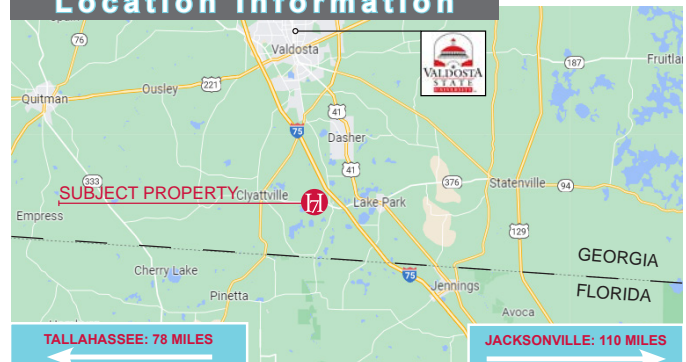 Location Information
76
Valdosta
VALDOSTA
STATE
UNIVERSITY
187
Fruitlan
Quitman
Ousley
221
41
75
Dasher
41
333
SUBJECT PROPERTY
Clyattville
Lake Park
376
Statenville
94
Empress
129
GEORGIA
FLORIDA
Cherry Lake
75
Pinetta
Jennings
Avoca
TALLAHASSEE: 78 MILES
JACKSONVILLE: 110 MILES